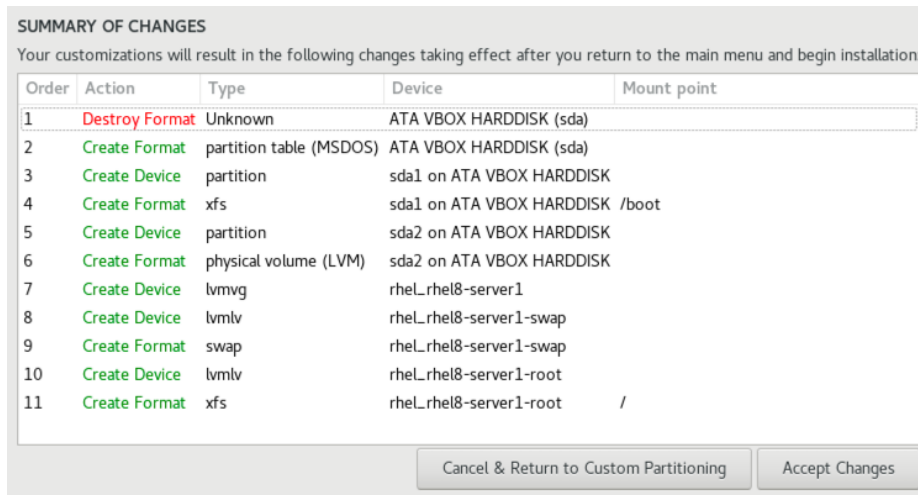 SUMMARY OF CHANGES
Your customizations will result in the following changes taking effect after you return to the main menu and begin installation
Order Action Type Device Mount point
1 Destroy Format Unknown ATA VBOX HARDDISK (sda)
2 Create Format partition table (MSDOS) ATA VBOX HARDDISK (sda)
3 Create Device partition sda1 on ATA VBOX HARDDISK
4 Create Format xfs sda1 on ATA VBOX HARDDISK /boot
5 Create Device partition sda2 on ATA VBOX HARDDISK
6 Create Format physical volume (LVM) sda2 on ATA VBOX HARDDISK
7 Create Device lvmvg rhel_rhel8-server1
8 Create Device lvmlv rhel_rhel8-server1-swap
9 Create Format swap rhel_rhel8-server1-swap
10 Create Device lvmlv rhel_rhel8-server1-root
11 Create Format xfs rhel_rhel8-server1-root /
Cancel & Return to Custom Partitioning Accept Changes